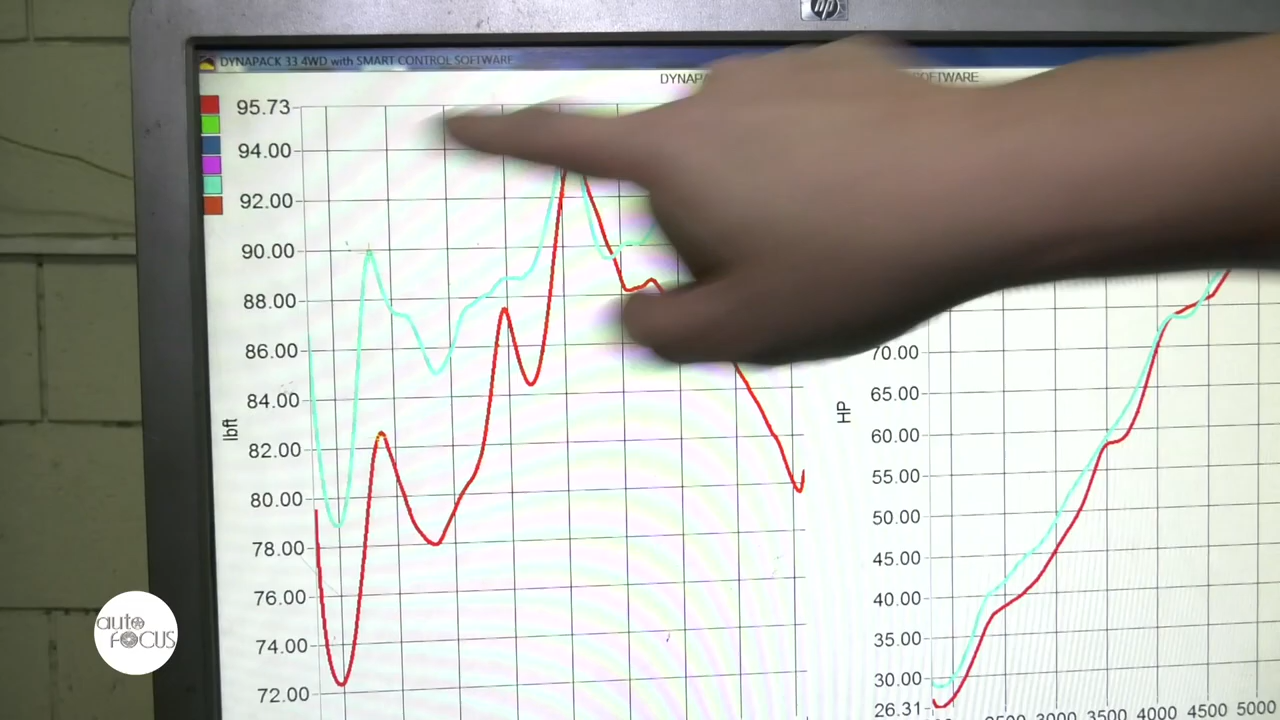 hp
DYNAPACK 33 4WD with SMART CONTROL SOFTWARE
DYNAPA
SOFTWARE
95.73
94.00
92.00
90.00
88.00
86.00
84.00
82.00
80.00
78.00
76.00
74.00
72.00
lbft
HP
70.00
65.00
60.00
55.00
50.00
45.00
40.00
35.00
30.00
26.31
2500 3000 3500 4000 4500 5000
auto
FOCUS